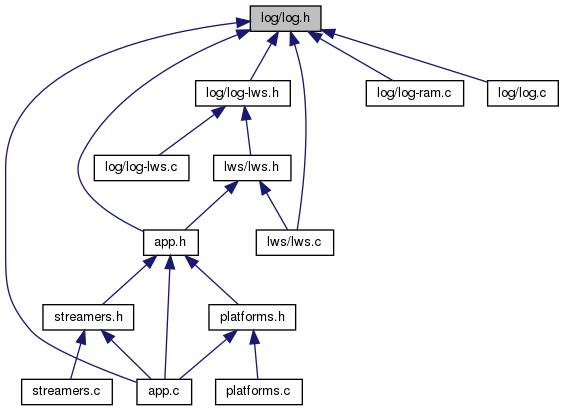 log/log.h
log/log-lws.h
log/log-ram.c
log/log.c
log/log-lws.c
lws/lws.h
app.h
lws/lws.c
streamers.h
platforms.h
streamers.c
app.c
platforms.c